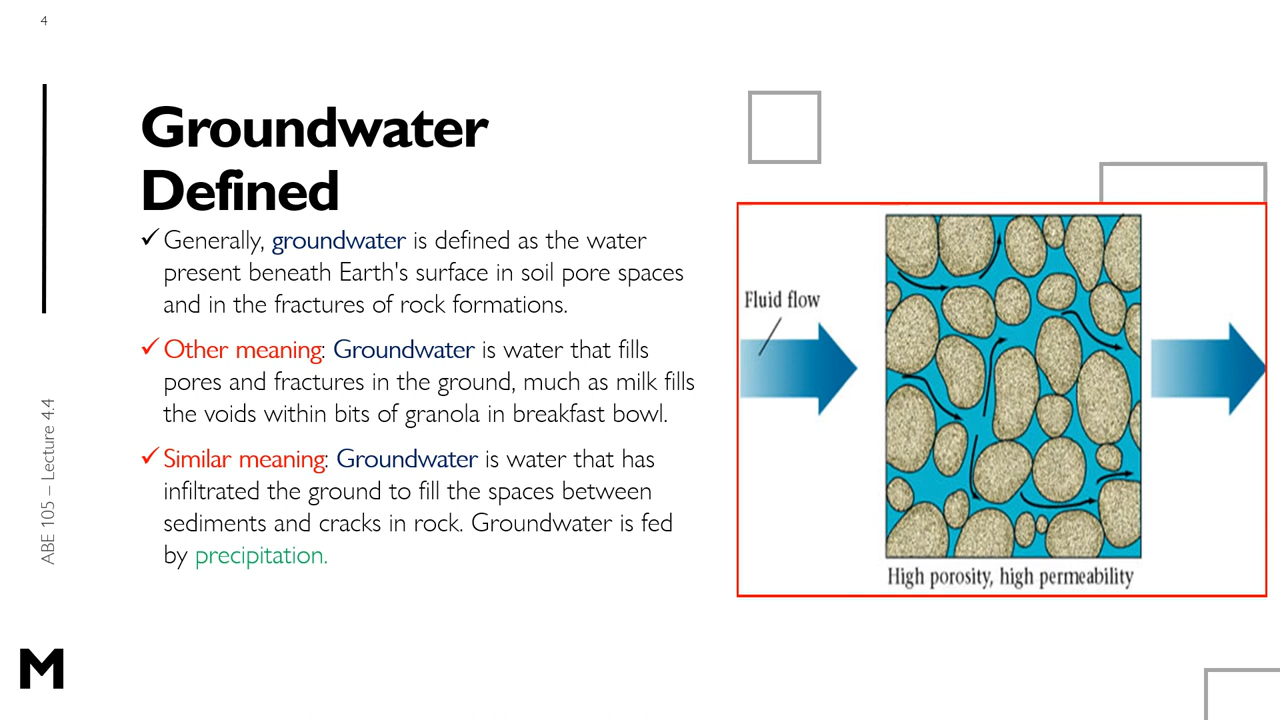 4
Groundwater
Defined
✓Generally, groundwater is defined as the water
present beneath Earth's surface in soil pore spaces
and in the fractures of rock formations.
✓Other meaning: Groundwater is water that fills
pores and fractures in the ground, much as milk fills
the voids within bits of granola in breakfast bowl.
✓Similar meaning: Groundwater is water that has
infiltrated the ground to fill the spaces between
sediments and cracks in rock. Groundwater is fed
by precipitation.
Fluid flow
High porosity, high permeability
ABE 105 – Lecture 4.4
M